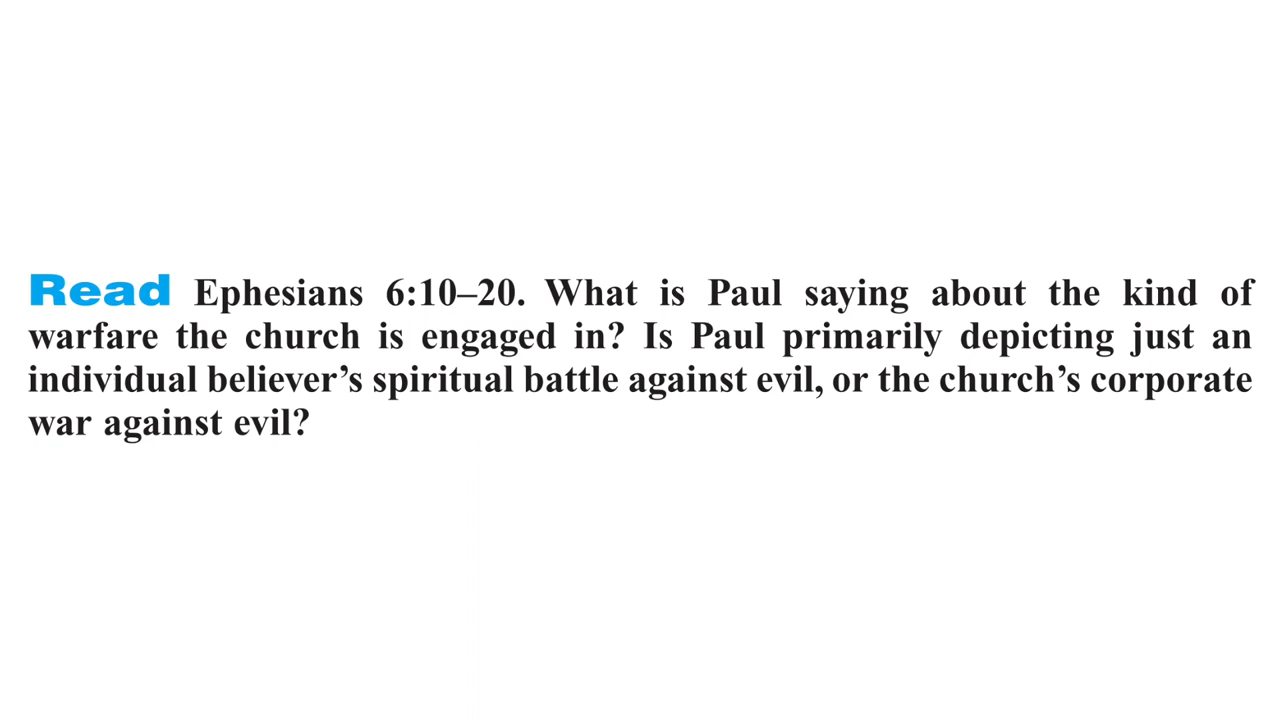 Read Ephesians 6:10–20. What is Paul saying about the kind of
warfare the church is engaged in? Is Paul primarily depicting just an
individual believer’s spiritual battle against evil, or the church’s corporate
war against evil?